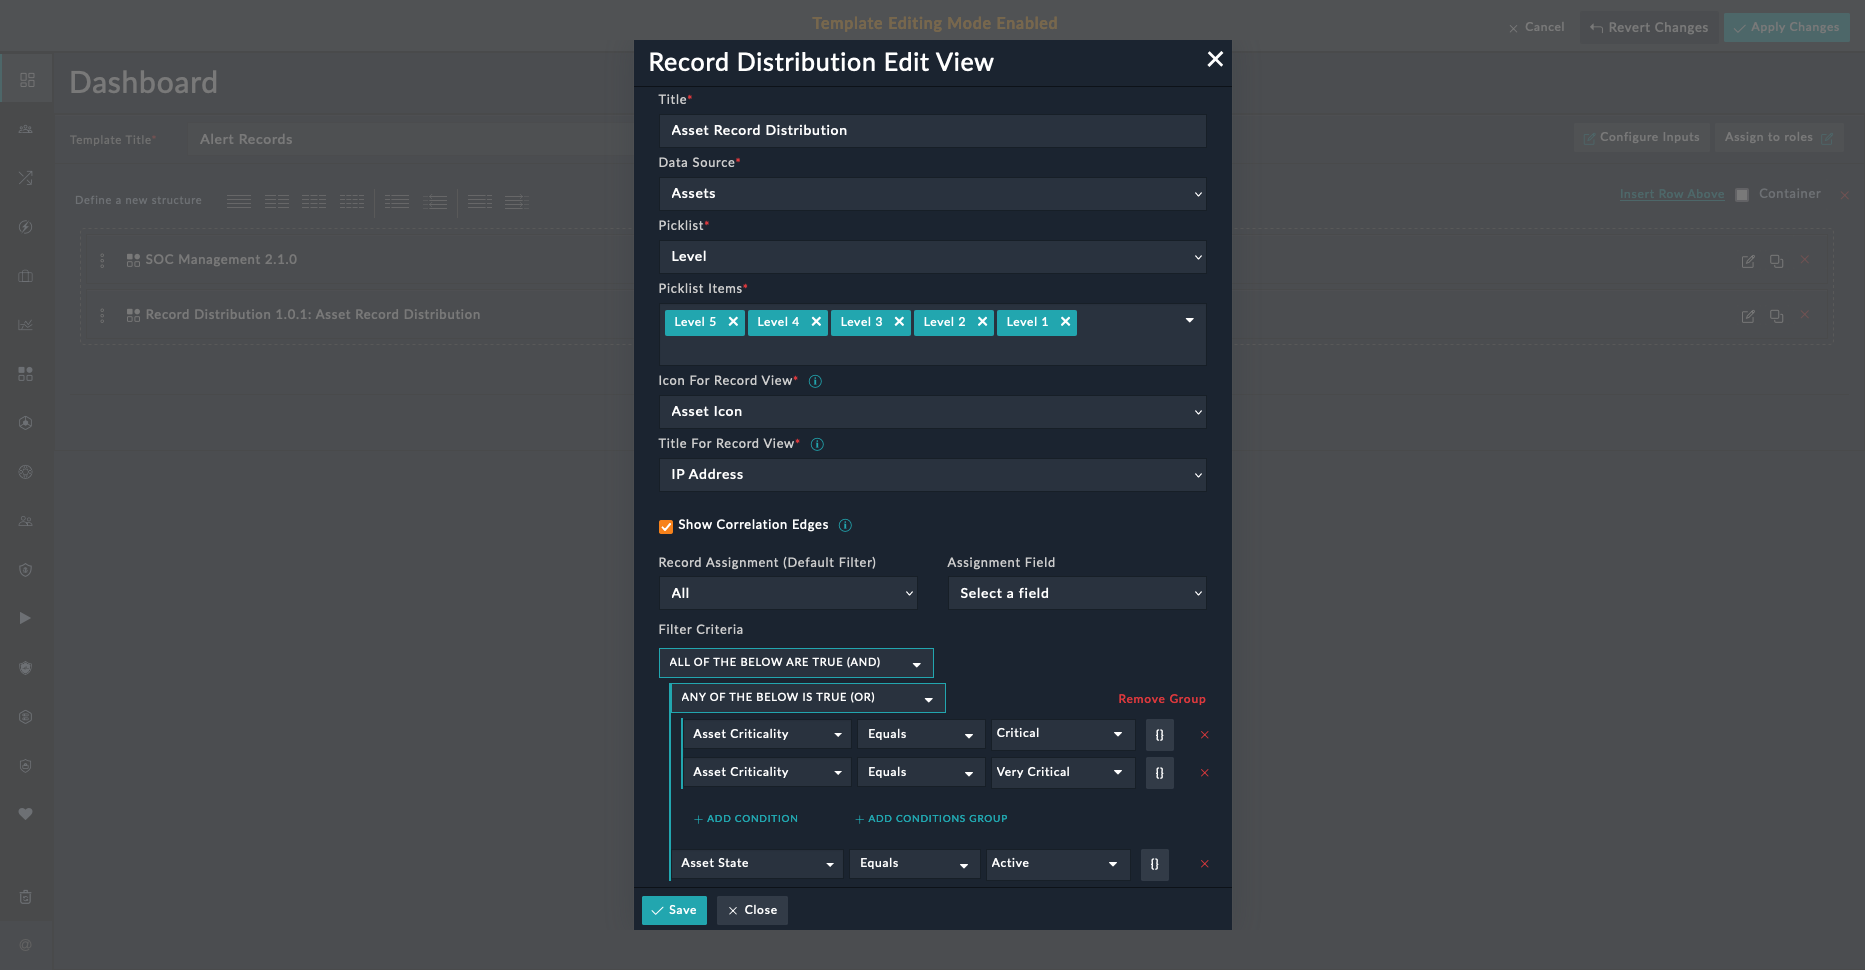 Template Editing Mode Enabled
Cancel
Revert Changes
Apply Changes
Record Distribution Edit View
Dashboard
Title*
Template Title*
Alert Records
Asset Record Distribution
Configure Inputs
Assign to roles
Data Source*
Assets
Define a new structure
Insert Row Above
Container
Picklist*
Level
SOC Management 2.1.0
Picklist Items*
Level 5
Level 4
Level 3
Level 2
Level 1
Record Distribution 1.0.1: Asset Record Distribution
Icon For Record View*
Asset Icon
Title For Record View*
IP Address
Show Correlation Edges
Record Assignment (Default Filter)
Assignment Field
All
Select a field
Filter Criteria
ALL OF THE BELOW ARE TRUE (AND)
ANY OF THE BELOW IS TRUE (OR)
Remove Group
Asset Criticality
Equals
Critical
{}
Asset Criticality
Equals
Very Critical
{}
+ ADD CONDITION
+ ADD CONDITIONS GROUP
Asset State
Equals
Active
{}
Save
Close